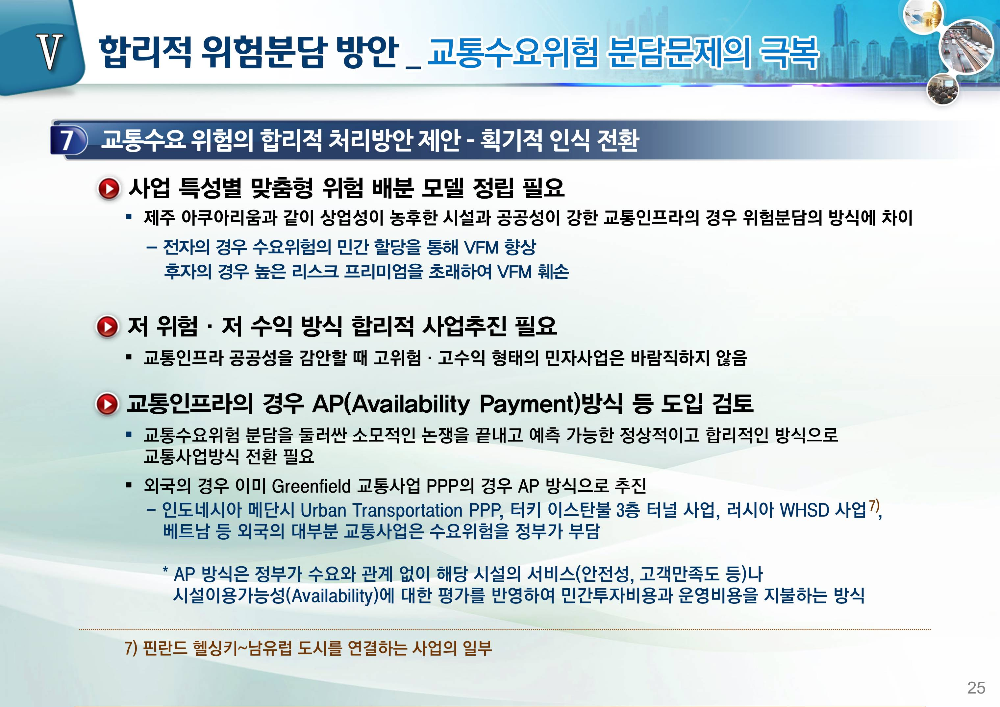 V
합리적 위험분담 방안 _ 교통수요위험 분담문제의 극복
7 교통수요 위험의 합리적 처리방안 제안 - 획기적 인식 전환
사업 특성별 맞춤형 위험 배분 모델 정립 필요
▪ 제주 아쿠아리움과 같이 상업성이 농후한 시설과 공공성이 강한 교통인프라의 경우 위험분담의 방식에 차이
– 전자의 경우 수요위험의 민간 할당을 통해 VFM 향상
후자의 경우 높은 리스크 프리미엄을 초래하여 VFM 훼손
저 위험 · 저 수익 방식 합리적 사업추진 필요
▪ 교통인프라 공공성을 감안할 때 고위험 · 고수익 형태의 민자사업은 바람직하지 않음
교통인프라의 경우 AP(Availability Payment)방식 등 도입 검토
▪ 교통수요위험 분담을 둘러싼 소모적인 논쟁을 끝내고 예측 가능한 정상적이고 합리적인 방식으로
교통사업방식 전환 필요
▪ 외국의 경우 이미 Greenfield 교통사업 PPP의 경우 AP 방식으로 추진
– 인도네시아 메단시 Urban Transportation PPP, 터키 이스탄불 3층 터널 사업, 러시아 WHSD 사업7),
베트남 등 외국의 대부분 교통사업은 수요위험을 정부가 부담
* AP 방식은 정부가 수요와 관계 없이 해당 시설의 서비스(안전성, 고객만족도 등)나
시설이용가능성(Availability)에 대한 평가를 반영하여 민간투자비용과 운영비용을 지불하는 방식
7) 핀란드 헬싱키~남유럽 도시를 연결하는 사업의 일부
25